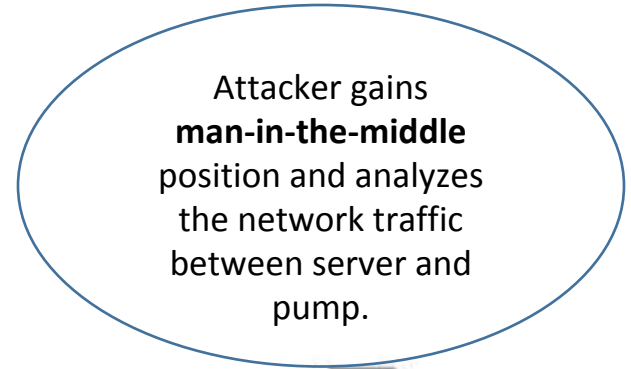 Attacker gains
man-in-the-middle
position and analyzes
the network traffic
between server and
pump.